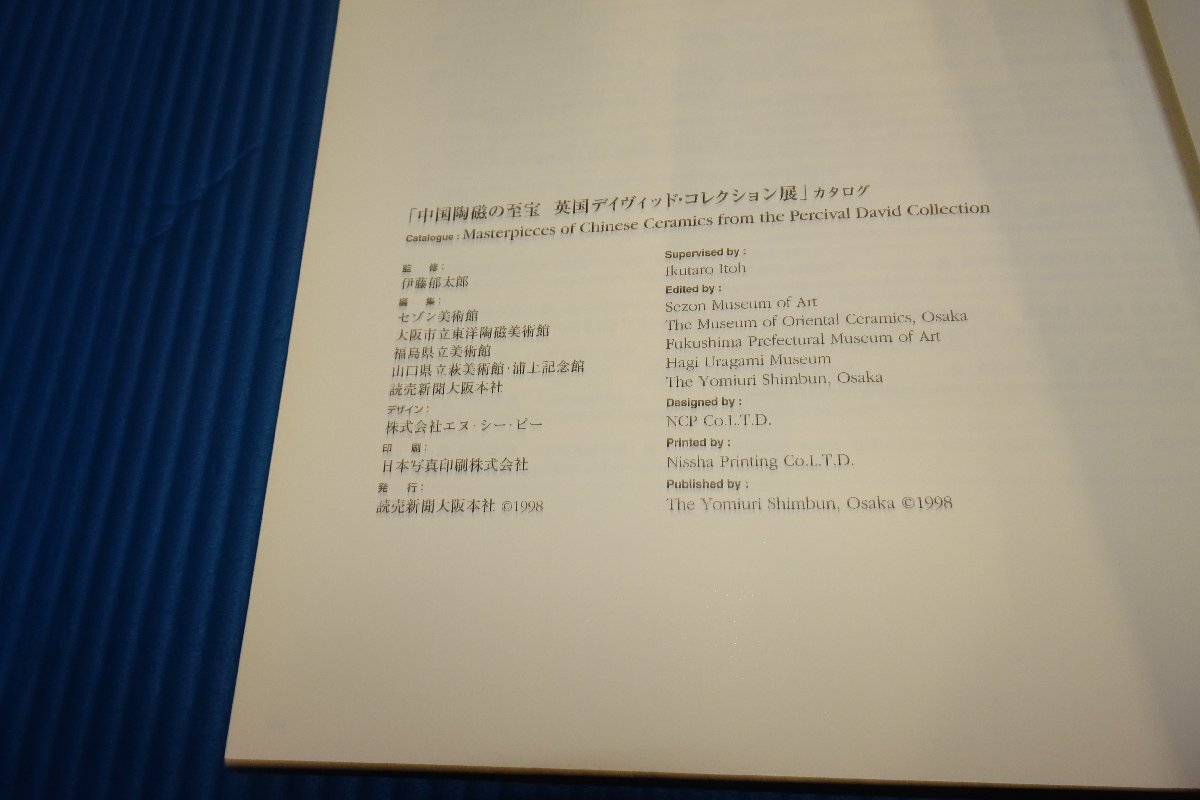 「中国陶磁の至宝 英国デイヴィッド・コレクション展」カタログ
Catalogue : Masterpieces of Chinese Ceramics from the Percival David Collection
監 修：
伊藤郁太郎
編 集：
セゾン美術館
大阪市立東洋陶磁美術館
福島県立美術館
山口県立萩美術館・浦上記念館
読売新聞大阪本社
デザイン：
株式会社エヌ・シー・ピー
印 刷：
日本写真印刷株式会社
発 行：
読売新聞大阪本社 ©1998
Supervised by :
Ikutaro Itoh
Edited by :
Sezon Museum of Art
The Museum of Oriental Ceramics, Osaka
Fukushima Prefectural Museum of Art
Hagi Uragami Museum
The Yomiuri Shimbun, Osaka
Designed by :
NCP Co.L.T.D.
Printed by :
Nissha Printing Co.L.T.D.
Published by :
The Yomiuri Shimbun, Osaka ©1998